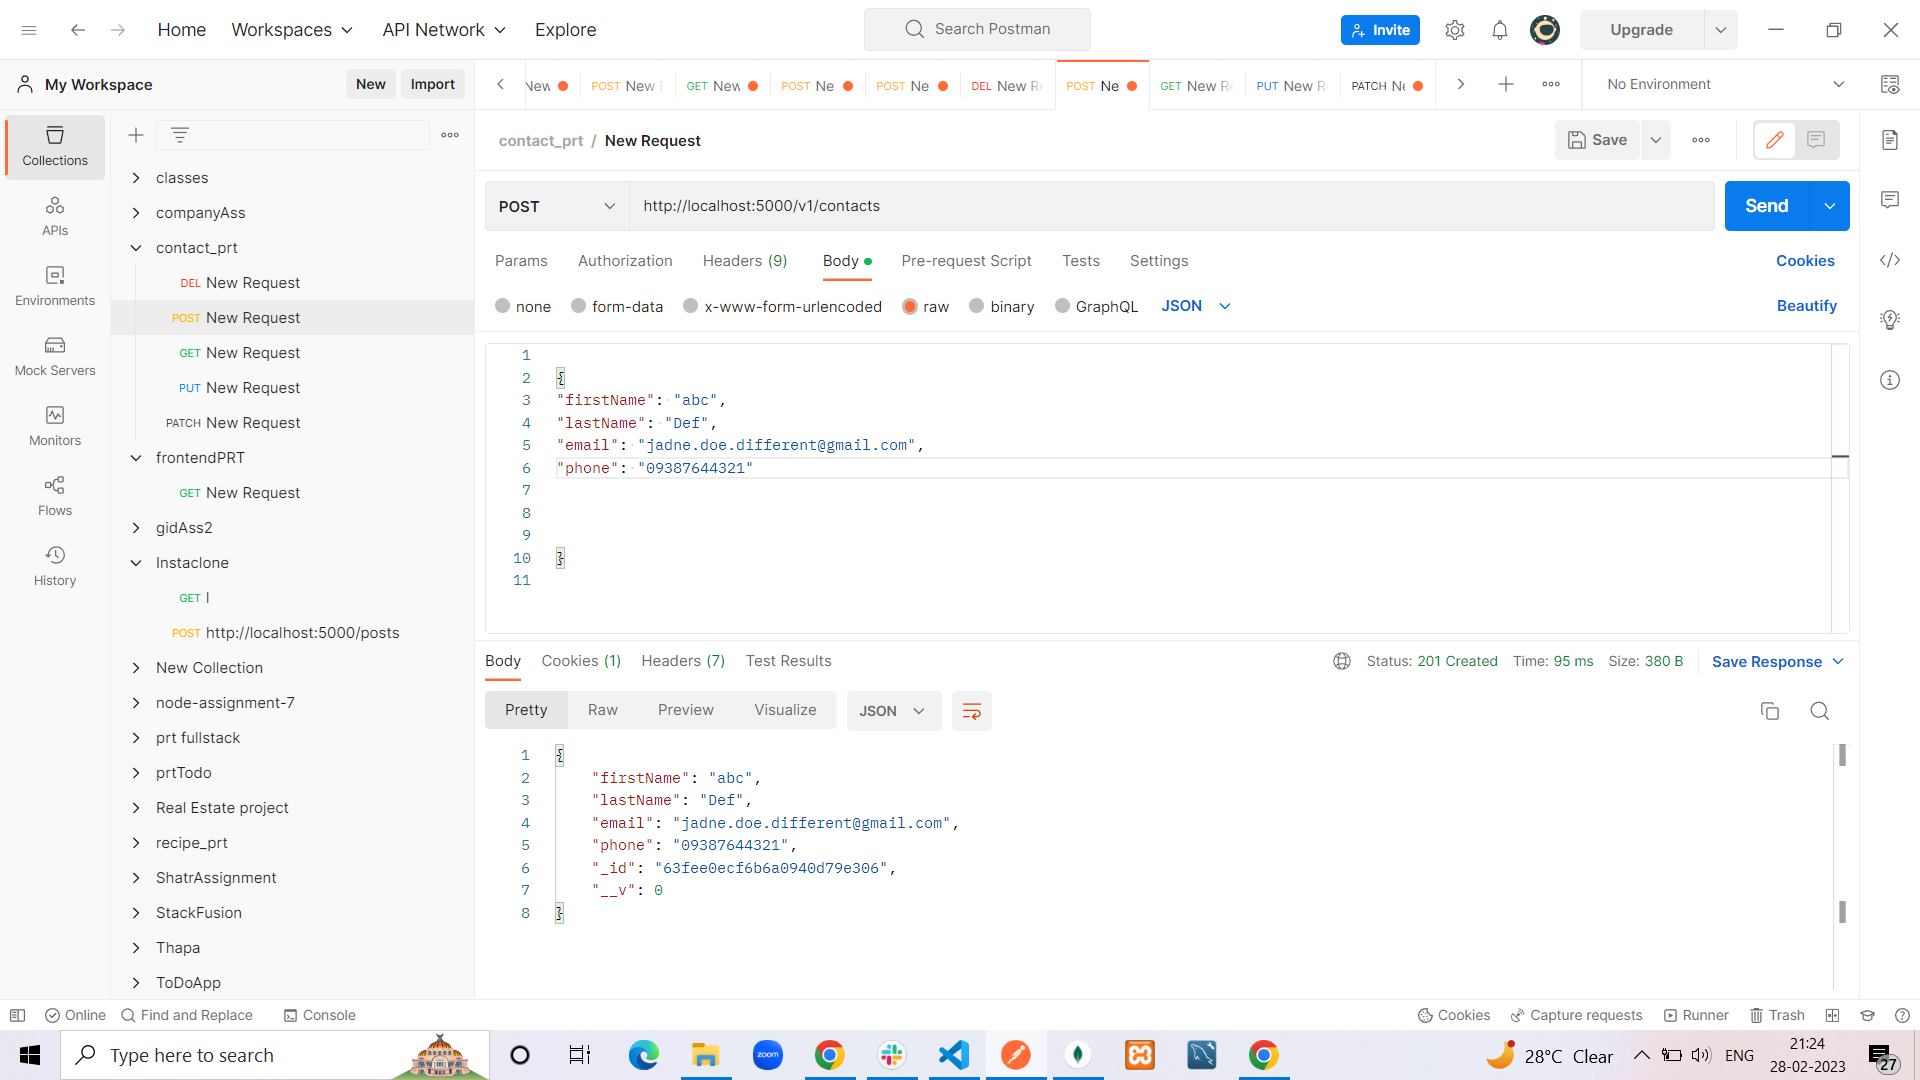 Home
Workspaces
API Network
Explore
Search Postman
Invite
Upgrade
My Workspace
New
Import
New
POST New
GET New
POST Ne
POST Ne
DEL New Re
POST Ne
GET New Re
PUT New R
PATCH
No Environment
Collections
APIs
Environments
Mock Servers
Monitors
Flows
History
classes
companyAss
contact_prt
DEL New Request
POST New Request
GET New Request
PUT New Request
PATCH New Request
frontendPRT
GET New Request
gidAss2
Instaclone
GET l
POST http://localhost:5000/posts
New Collection
node-assignment-7
prt fullstack
prtTodo
Real Estate project
recipe_prt
ShatrAssignment
StackFusion
Thapa
ToDoApp
contact_prt / New Request
Save
POST
http://localhost:5000/v1/contacts
Send
Params
Authorization
Headers (9)
Body
Pre-request Script
Tests
Settings
Cookies
none
form-data
x-www-form-urlencoded
raw
binary
GraphQL
JSON
Beautify
1
2 {
3 "firstName": "abc",
4 "lastName": "Def",
5 "email": "jadne.doe.different@gmail.com",
6 "phone": "09387644321"
7
8
9
10 }
11
Body
Cookies (1)
Headers (7)
Test Results
Status: 201 Created
Time: 95 ms
Size: 380 B
Save Response
Pretty
Raw
Preview
Visualize
JSON
1 {
2 "firstName": "abc",
3 "lastName": "Def",
4 "email": "jadne.doe.different@gmail.com",
5 "phone": "09387644321",
6 "_id": "63fee0ecf6b6a0940d79e306",
7 "__v": 0
8 }
Online
Find and Replace
Console
Cookies
Capture requests
Runner
Trash
Type here to search
zoom
28°C Clear
ENG
21:24
28-02-2023
27